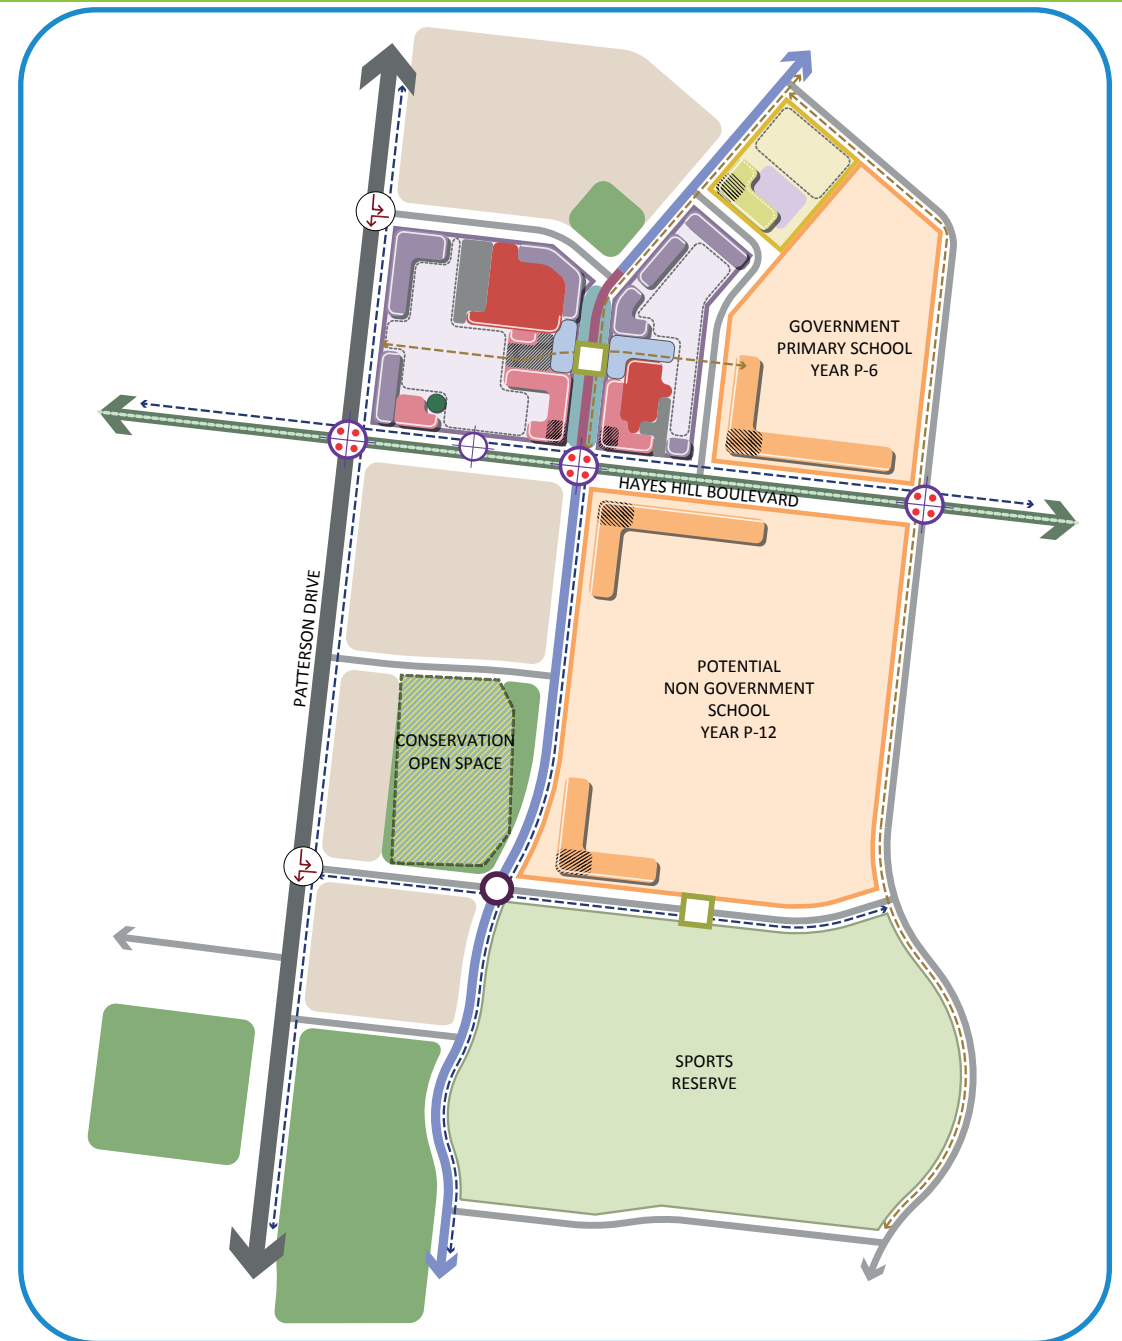 GOVERNMENT
PRIMARY SCHOOL
YEAR P-6
HAYES HILL BOULEVARD
PATTERSON DRIVE
POTENTIAL
NON GOVERNMENT
SCHOOL
YEAR P-12
CONSERVATION
OPEN SPACE
SPORTS
RESERVE